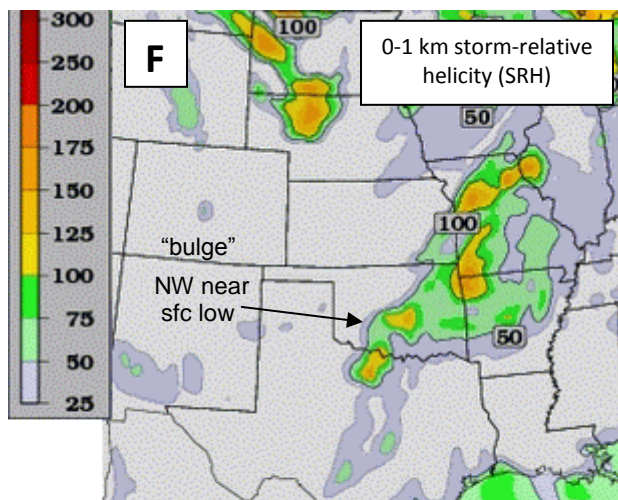 300
250
200
175
150
125
100
75
50
25
F
100
0-1 km storm-relative
helicity (SRH)
50
100
“bulge”
NW near
sfc low
50